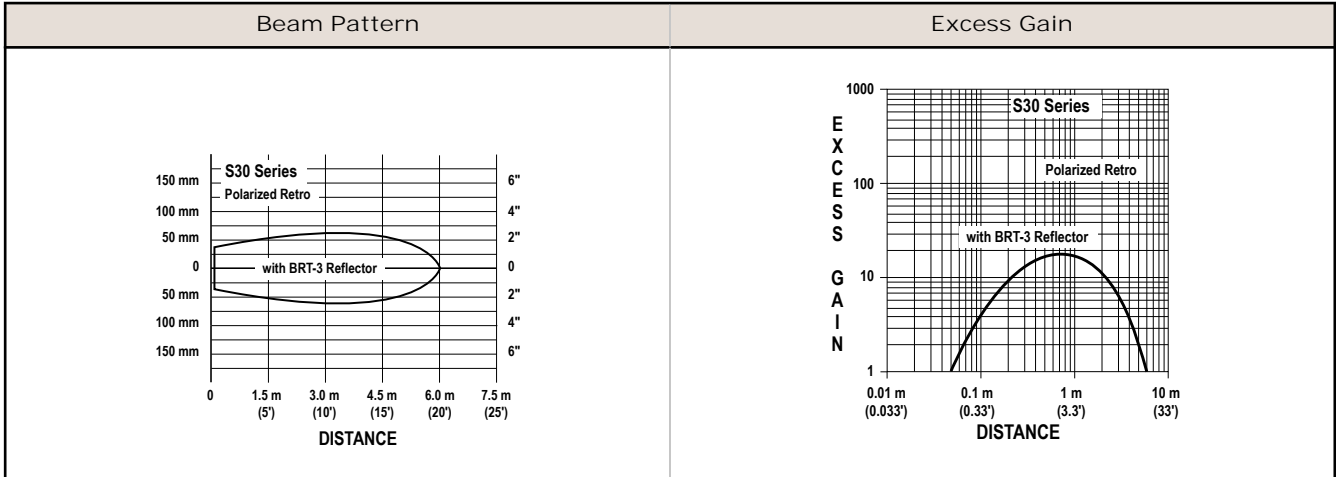 Beam Pattern
Excess Gain
S30 Series
Polarized Retro
with BRT-3 Reflector
150 mm
100 mm
50 mm
0
50 mm
100 mm
150 mm
6"
4"
2"
0
2"
4"
6"
0 1.5 m 3.0 m 4.5 m 6.0 m 7.5 m
(5') (10') (15') (20') (25')
DISTANCE
EXCESS GAIN
1000
100
10
1
S30 Series
Polarized Retro
with BRT-3 Reflector
0.01 m 0.1 m 1 m 10 m
(0.033') (0.33') (3.3') (33')
DISTANCE